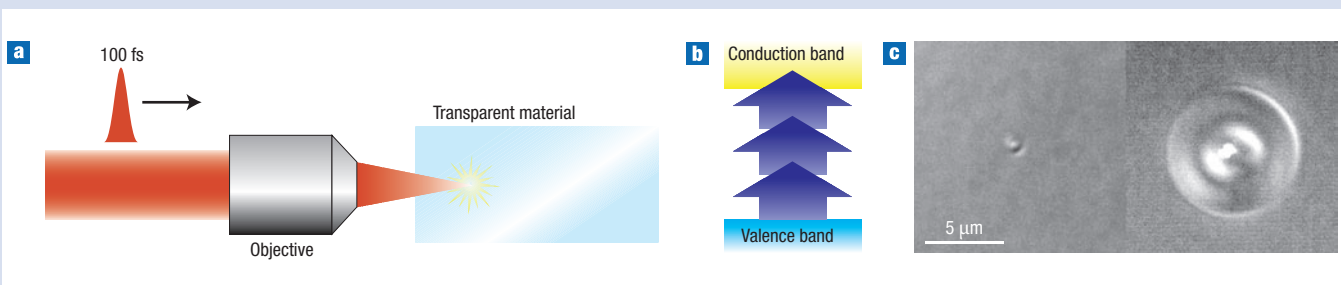 a
100 fs
Transparent material
Objective
b
Conduction band
Valence band
c
5 μm